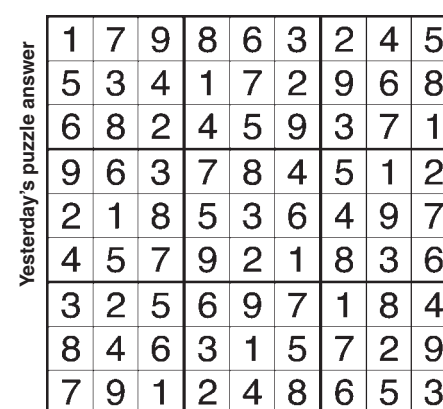 Yesterday's puzzle answer
1 7 9 8 6 3 2 4 5
5 3 4 1 7 2 9 6 8
6 8 2 4 5 9 3 7 1
9 6 3 7 8 4 5 1 2
2 1 8 5 3 6 4 9 7
4 5 7 9 2 1 8 3 6
3 2 5 6 9 7 1 8 4
8 4 6 3 1 5 7 2 9
7 9 1 2 4 8 6 5 3